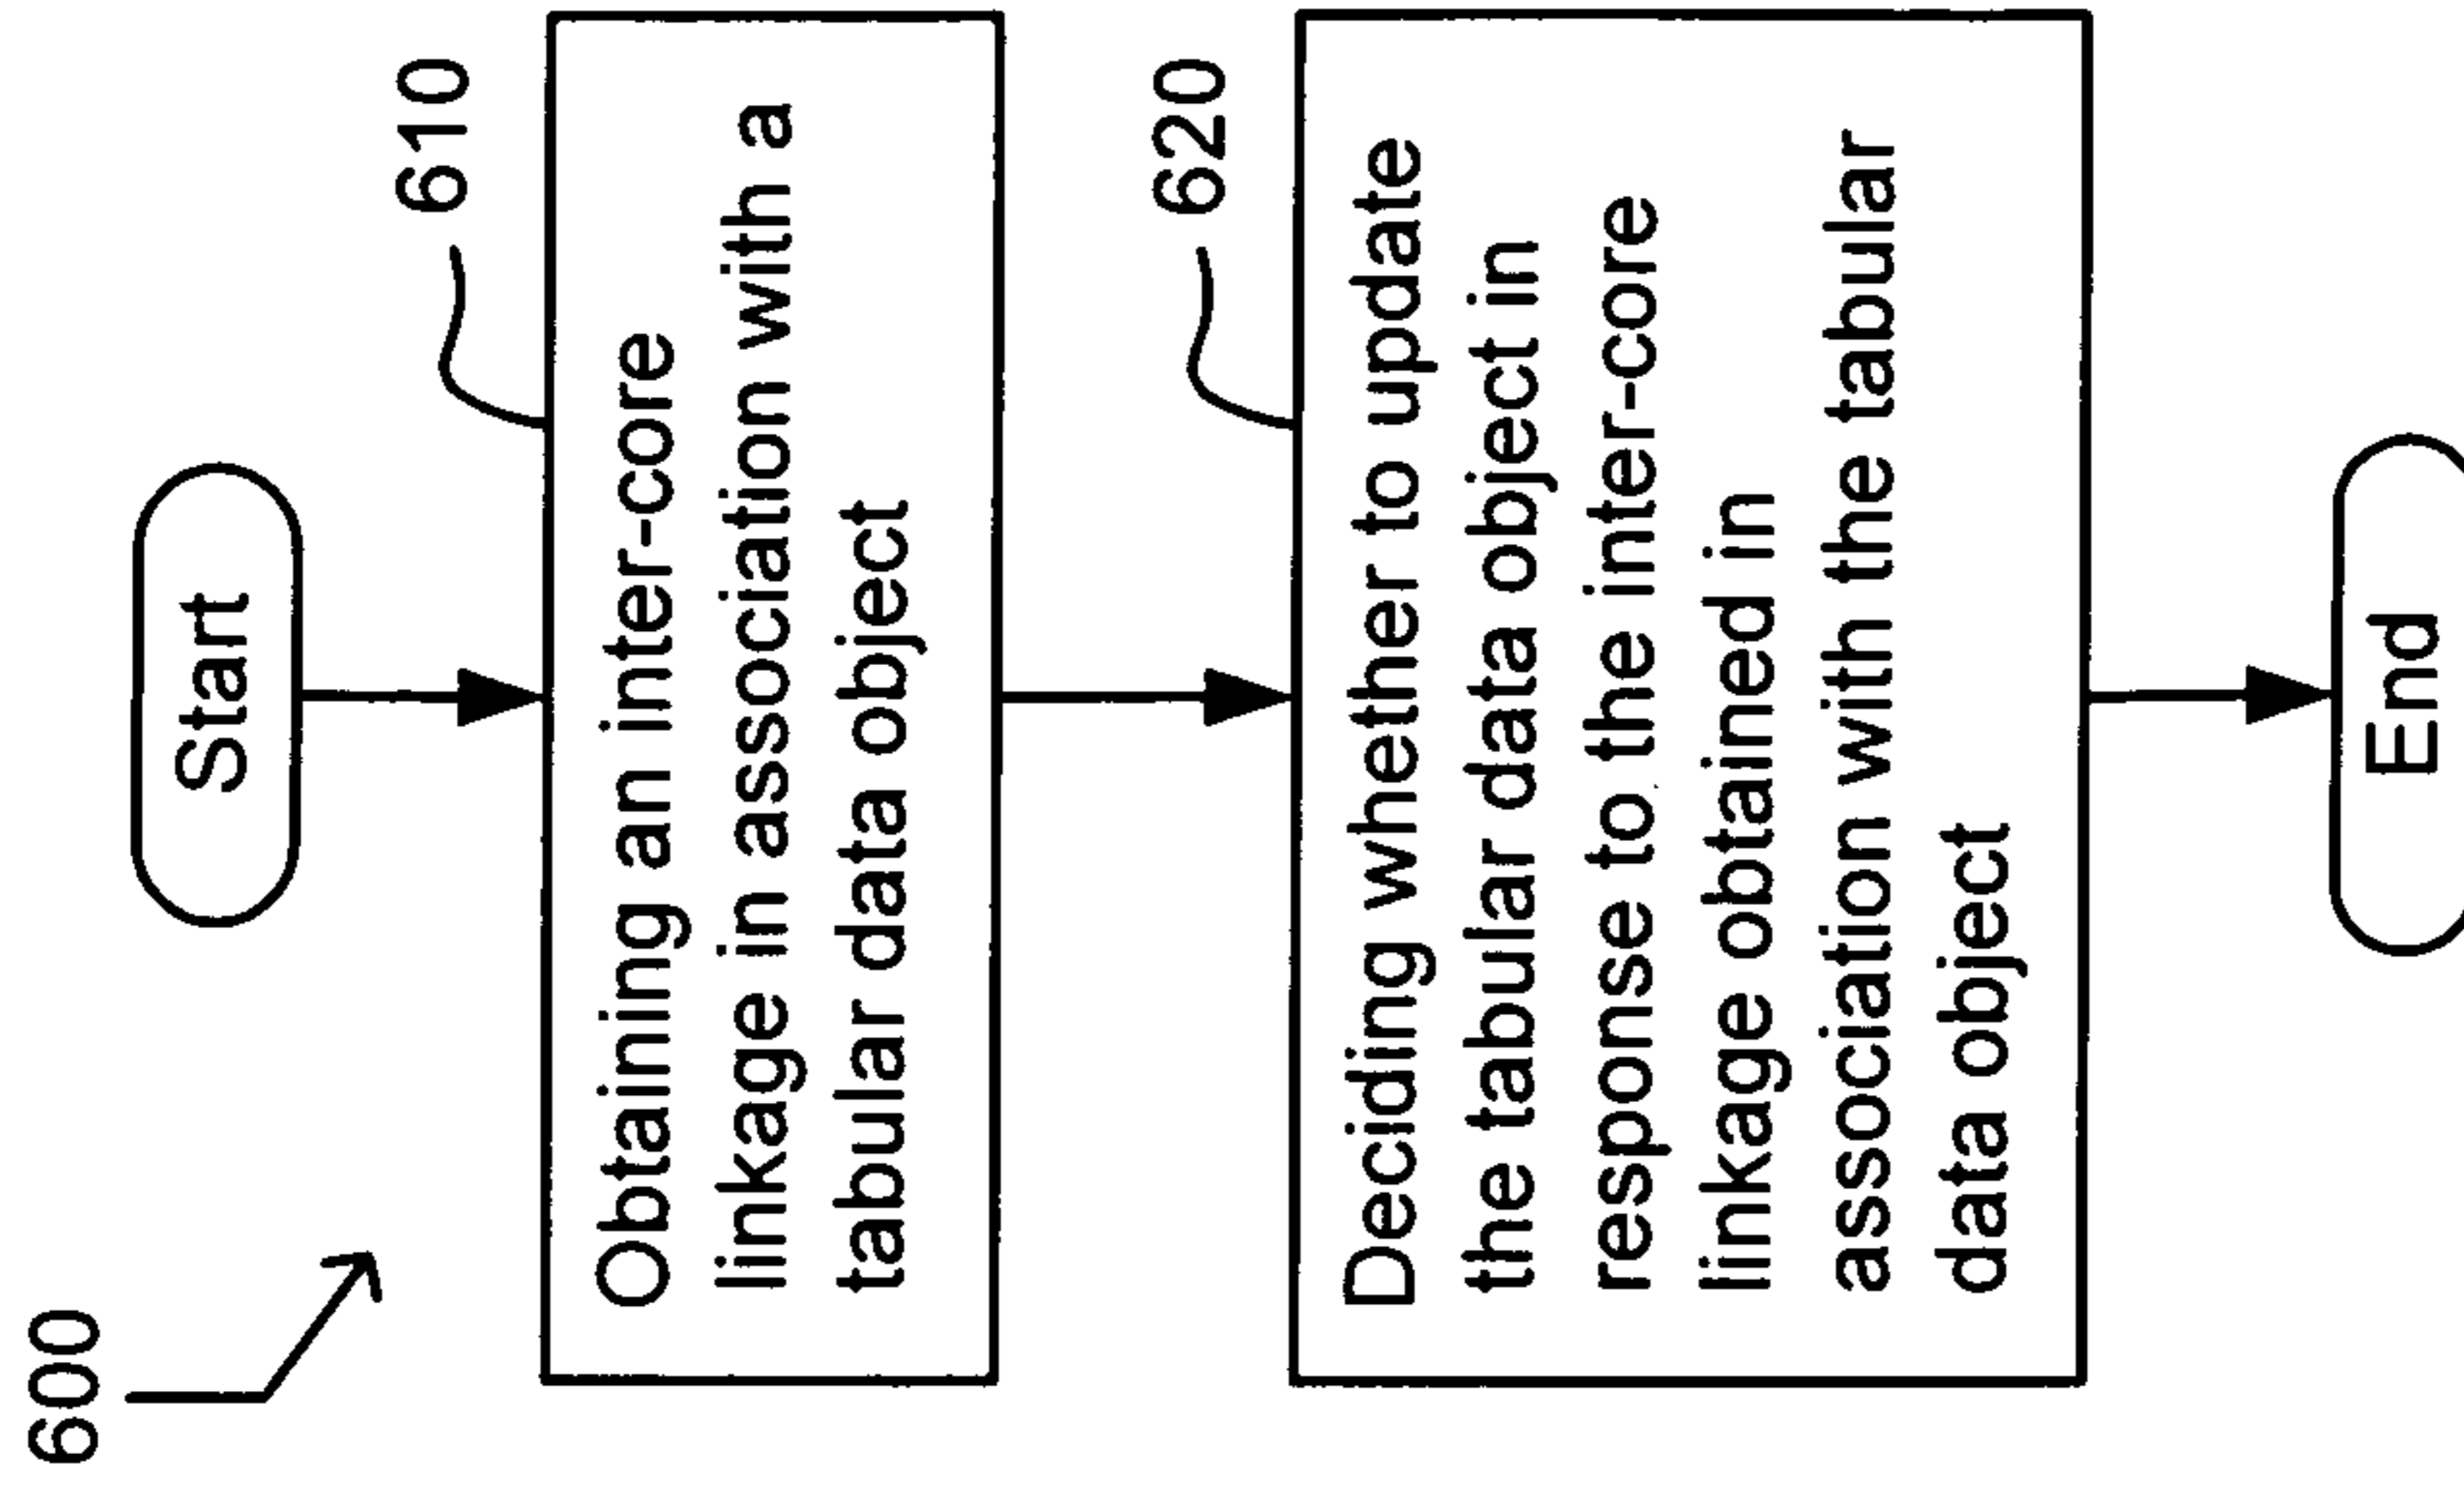 600
Start
610
Obtaining an inter-core
linkage in association with a
tabular data object
620
Deciding whether to update
the tabular data object in
response to the inter-core
linkage obtained in
association with the tabular
data object
End